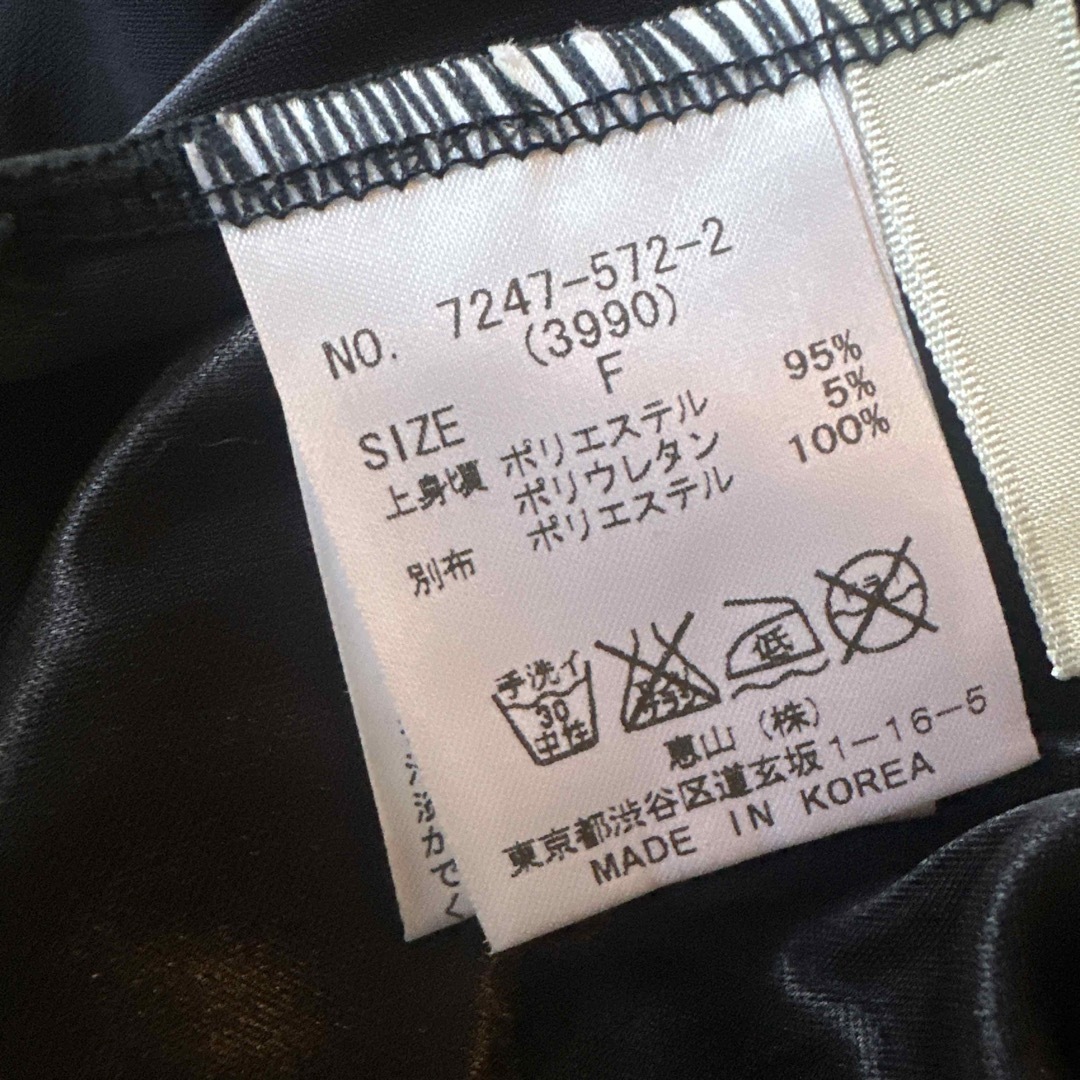 NO. 7247-572-2
(3990)
SIZE F
上身頃 ポリエステル 95%
ポリウレタン 5%
別布 ポリエステル 100%
手洗イ
30
中性
低
恵山(株)
東京都渋谷区道玄坂1-16-5
MADE IN KOREA